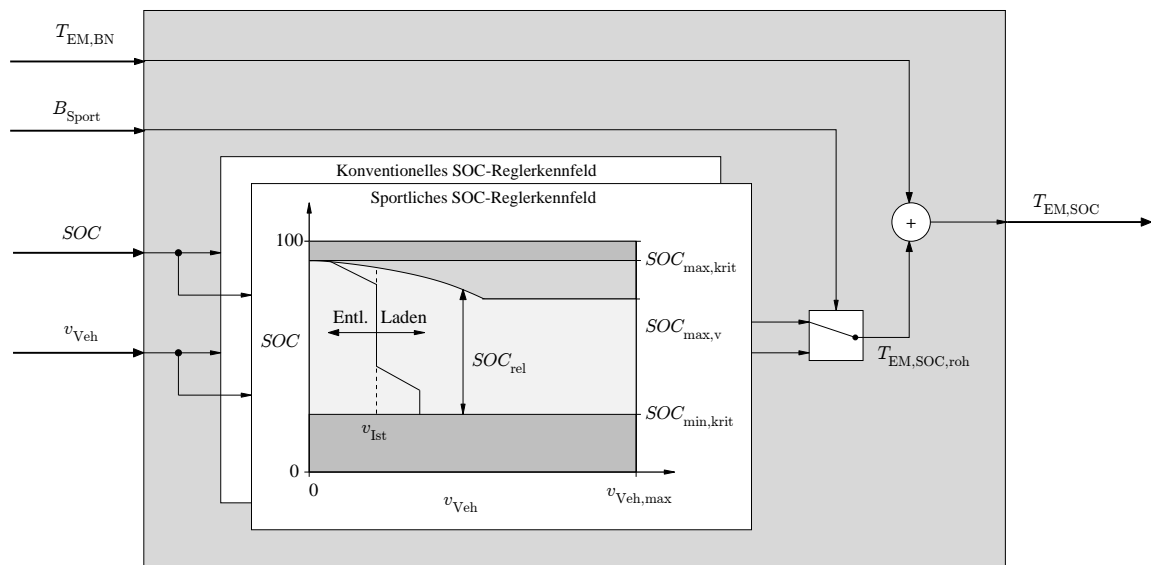 T_EM,BN
B_Sport
Konventionelles SOC-Reglerkennfeld
Sportliches SOC-Reglerkennfeld
T_EM,SOC
+
SOC
100
SOC_max,krit
Entl. Laden
SOC_max,v
v_Veh
SOC
SOC_rel
T_EM,SOC,roh
SOC_min,krit
v_Ist
0
0
v_Veh
v_Veh,max